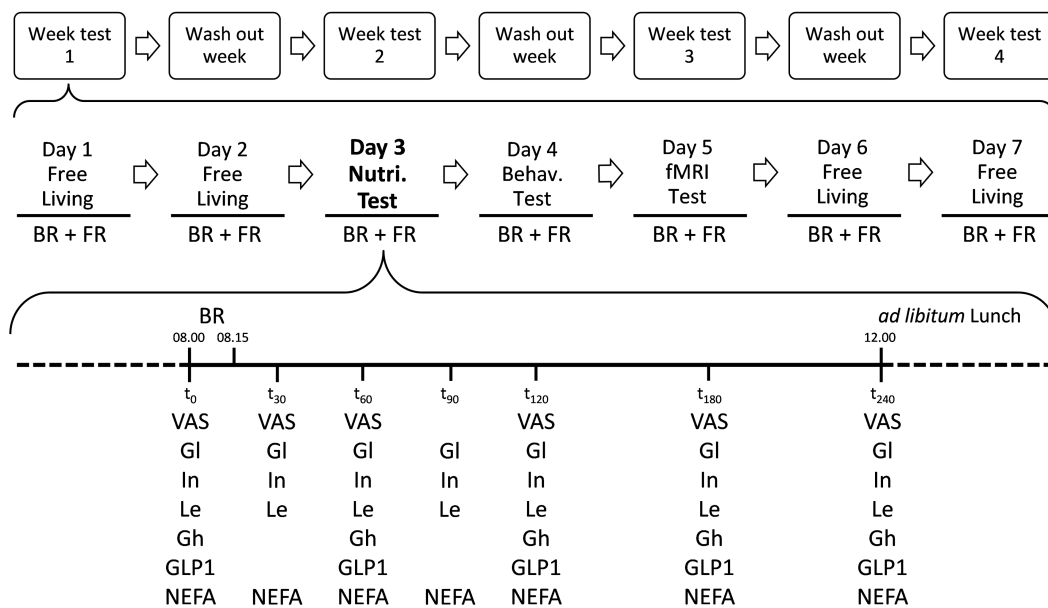 Week test 1
Wash out week
Week test 2
Wash out week
Week test 3
Wash out week
Week test 4
Day 1 Free Living
Day 2 Free Living
Day 3 Nutri. Test
Day 4 Behav. Test
Day 5 fMRI Test
Day 6 Free Living
Day 7 Free Living
BR + FR BR + FR BR + FR BR + FR BR + FR BR + FR BR + FR
BR ad libitum Lunch
08.00 08.15 12.00
t0 t30 t60 t90 t120 t180 t240
VAS VAS VAS VAS VAS VAS
Gl Gl Gl Gl Gl Gl Gl
In In In In In In In
Le Le Le Le Le Le Le
Gh Gh Gh Gh Gh
GLP1 GLP1 GLP1 GLP1 GLP1
NEFA NEFA NEFA NEFA NEFA NEFA NEFA